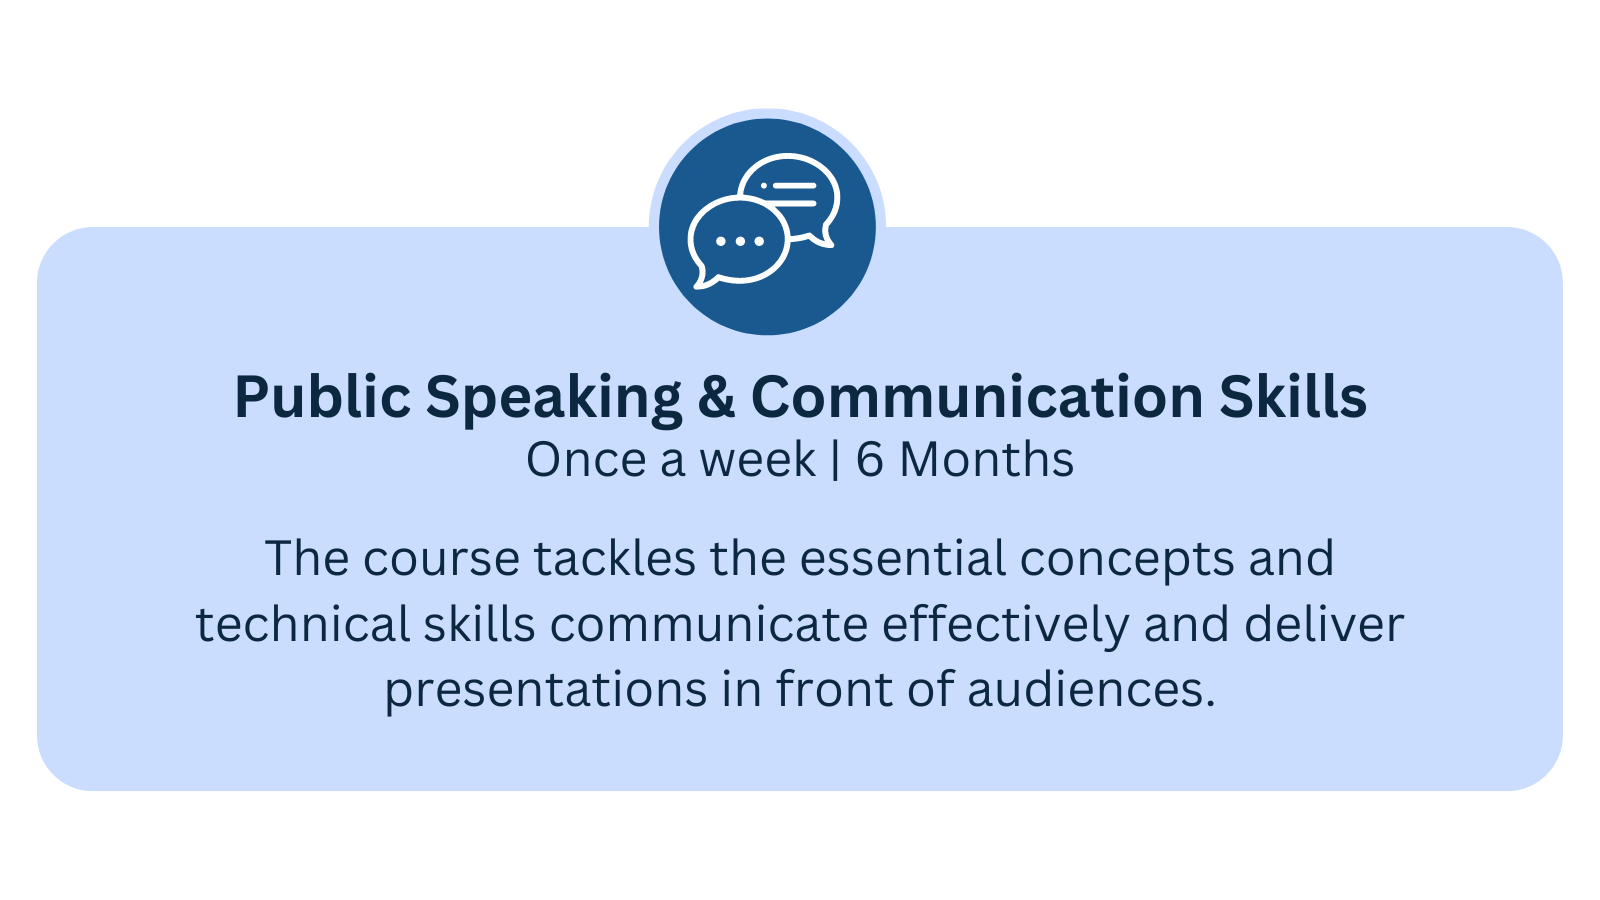 Public Speaking & Communication Skills
Once a week | 6 Months
The course tackles the essential concepts and
technical skills communicate effectively and deliver
presentations in front of audiences.